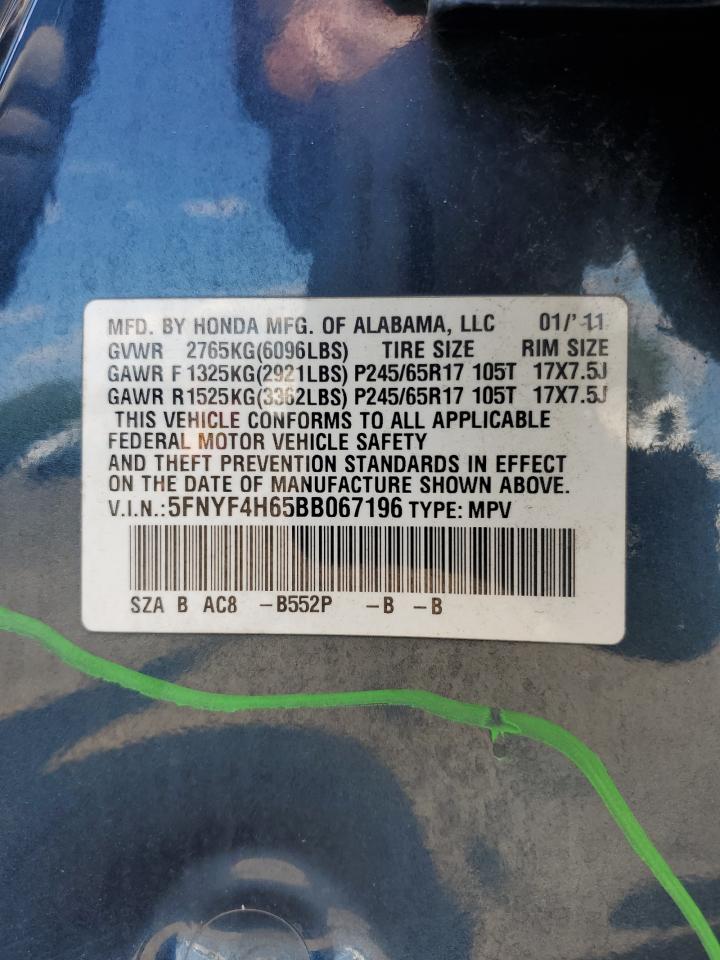 MFD. BY HONDA MFG. OF ALABAMA, LLC 01/'11
GVWR 2765KG(6096LBS) TIRE SIZE RIM SIZE
GAWR F 1325KG(2921LBS) P245/65R17 105T 17X7.5J
GAWR R1525KG(3362LBS) P245/65R17 105T 17X7.5J
THIS VEHICLE CONFORMS TO ALL APPLICABLE
FEDERAL MOTOR VEHICLE SAFETY
AND THEFT PREVENTION STANDARDS IN EFFECT
ON THE DATE OF MANUFACTURE SHOWN ABOVE.
V.I.N.:5FNYF4H65BB067196 TYPE: MPV
SZA B AC8 -B552P -B -B